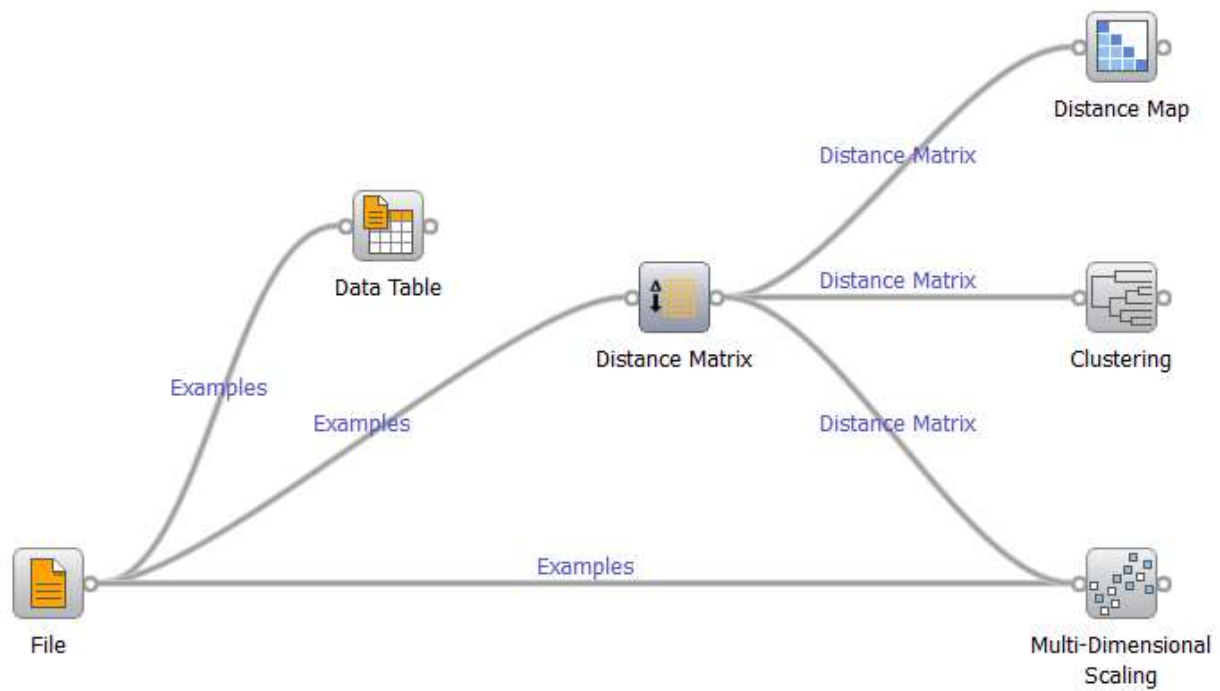 Distance Map
Distance Matrix
Data Table
Distance Matrix
Distance Matrix
Clustering
Examples
Examples
Distance Matrix
Examples
File
Multi-Dimensional
Scaling